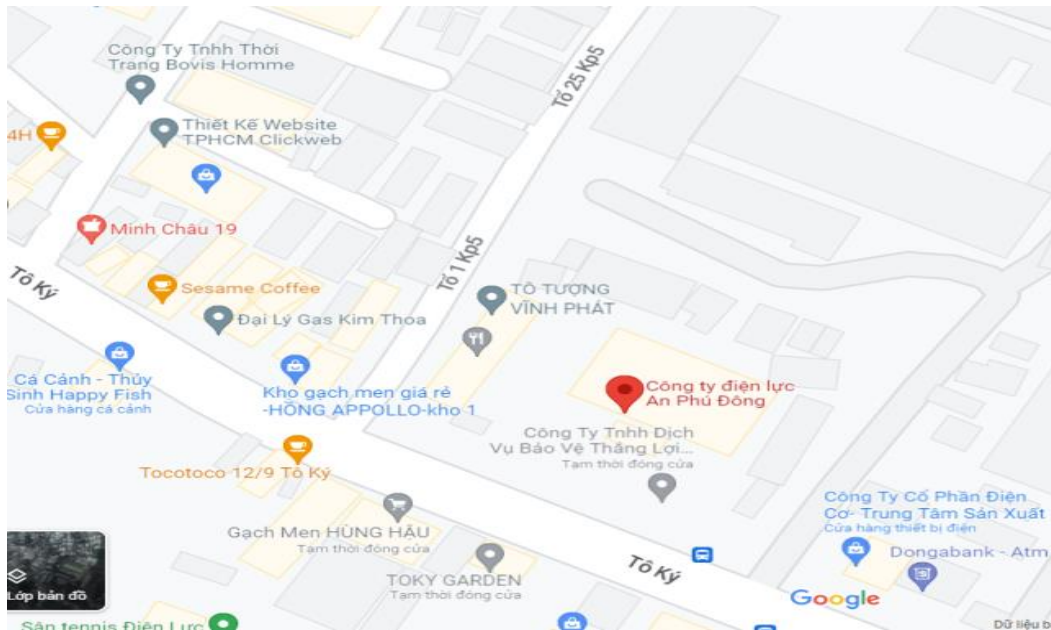 Công Ty Tnhh Thời
Trang Bovis Homme
Tổ 25 Kp5
4H
Thiết Kế Website
TPHCM Clickweb
Minh Châu 19
Tổ 1 Kp5
Tô Ký
Sesame Coffee
TÔ TƯỢNG
VĨNH PHÁT
Đại Lý Gas Kim Thoa
Cá Cảnh - Thủy
Sinh Happy Fish
Cửa hàng cá cảnh
Kho gạch men giá rẻ
-HỒNG APPOLLO-kho 1
Công ty điện lực
An Phú Đông
Công Ty Tnhh Dịch
Vụ Bảo Vệ Thắng Lợi...
Tạm thời đóng cửa
Tocotoco 12/9 Tô Ký
Gạch Men HÙNG HẬU
Tạm thời đóng cửa
Công Ty Cổ Phần Điện
Cơ- Trung Tâm Sản Xuất
Cửa hàng thiết bị điện
Dongabank - Atm
Tô Ký
TOKY GARDEN
Tạm thời đóng cửa
Lớp bản đồ
Google
Sân tennis Điện Lực
Dữ liệu b